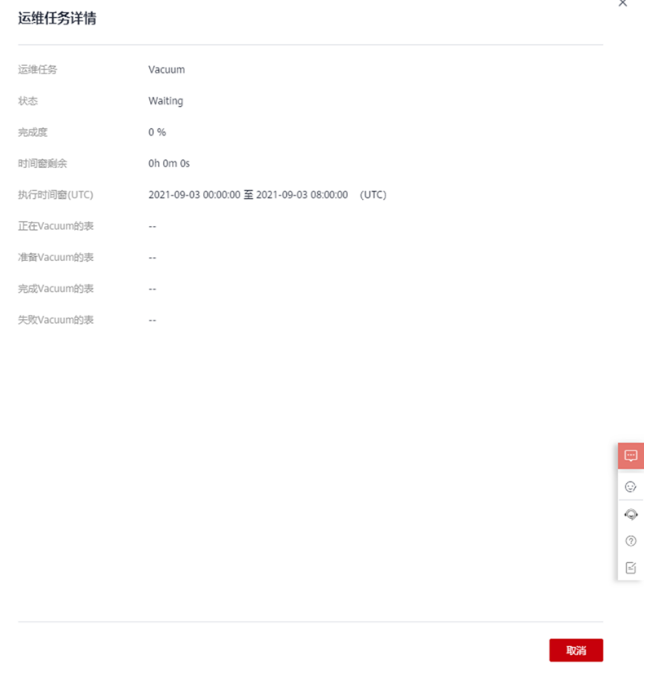 运维任务详情
运维任务 Vacuum
状态 Waiting
完成度 0 %
时间窗剩余 0h 0m 0s
执行时间窗(UTC) 2021-09-03 00:00:00 至 2021-09-03 08:00:00 (UTC)
正在Vacuum的表 --
准备Vacuum的表 --
完成Vacuum的表 --
失败Vacuum的表 --
取消